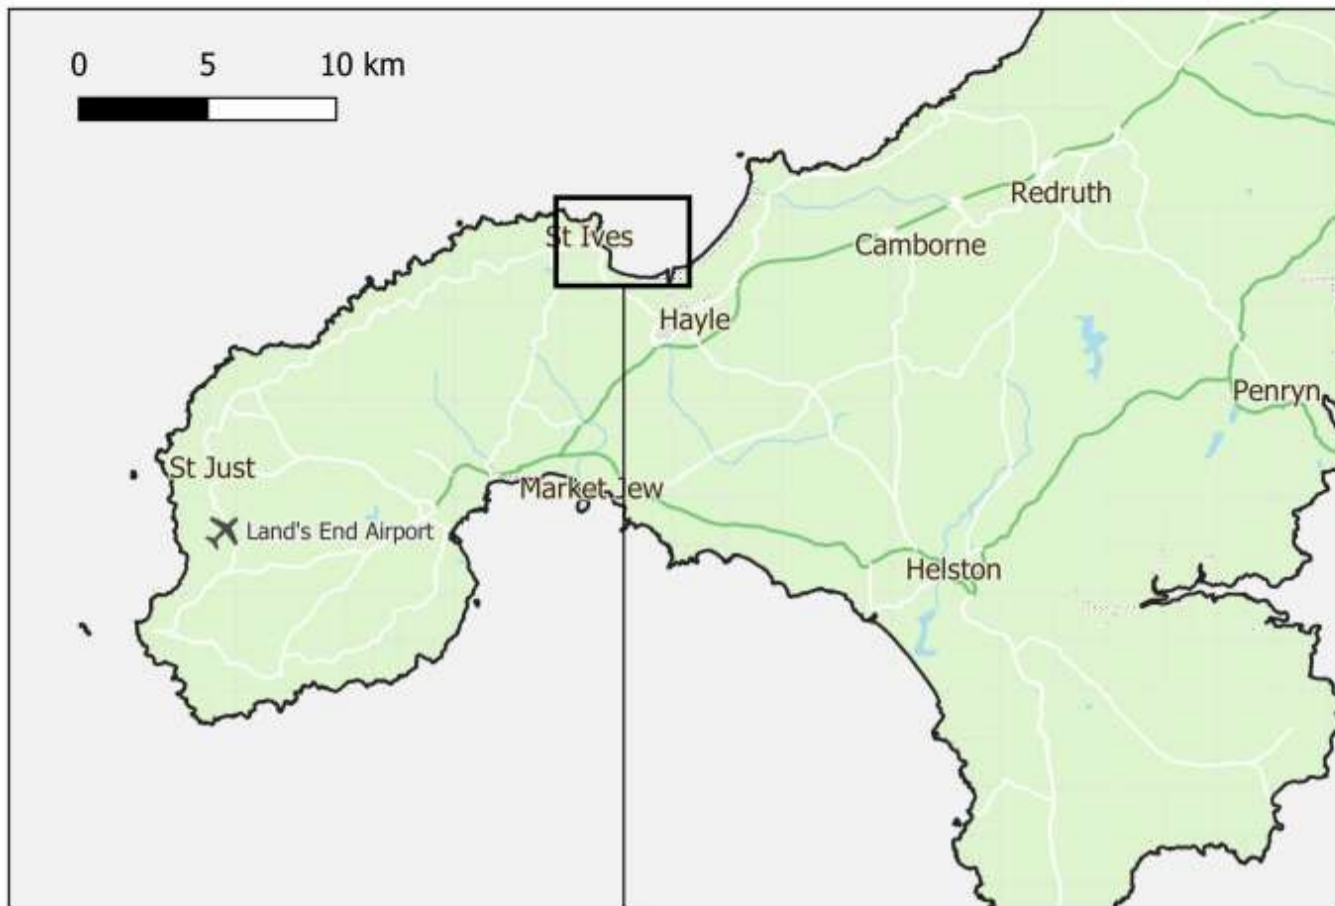 0 5 10 km
Redruth
St Ives
Camborne
Hayle
Penryn
St Just
Market Jew
Land's End Airport
Helston